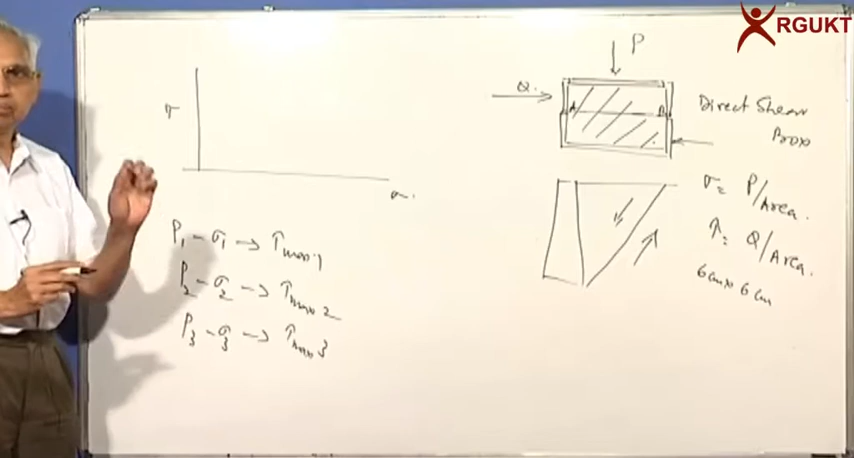 RGUKT
τ
σ
P₁ - σ₁ → τmax 1
P₂ - σ₂ → τmax 2
P₃ - σ₃ → τmax 3
P
Q
A B
Direct Shear
Box
σ = P/Area.
τ = Q/Area.
6cm x 6cm